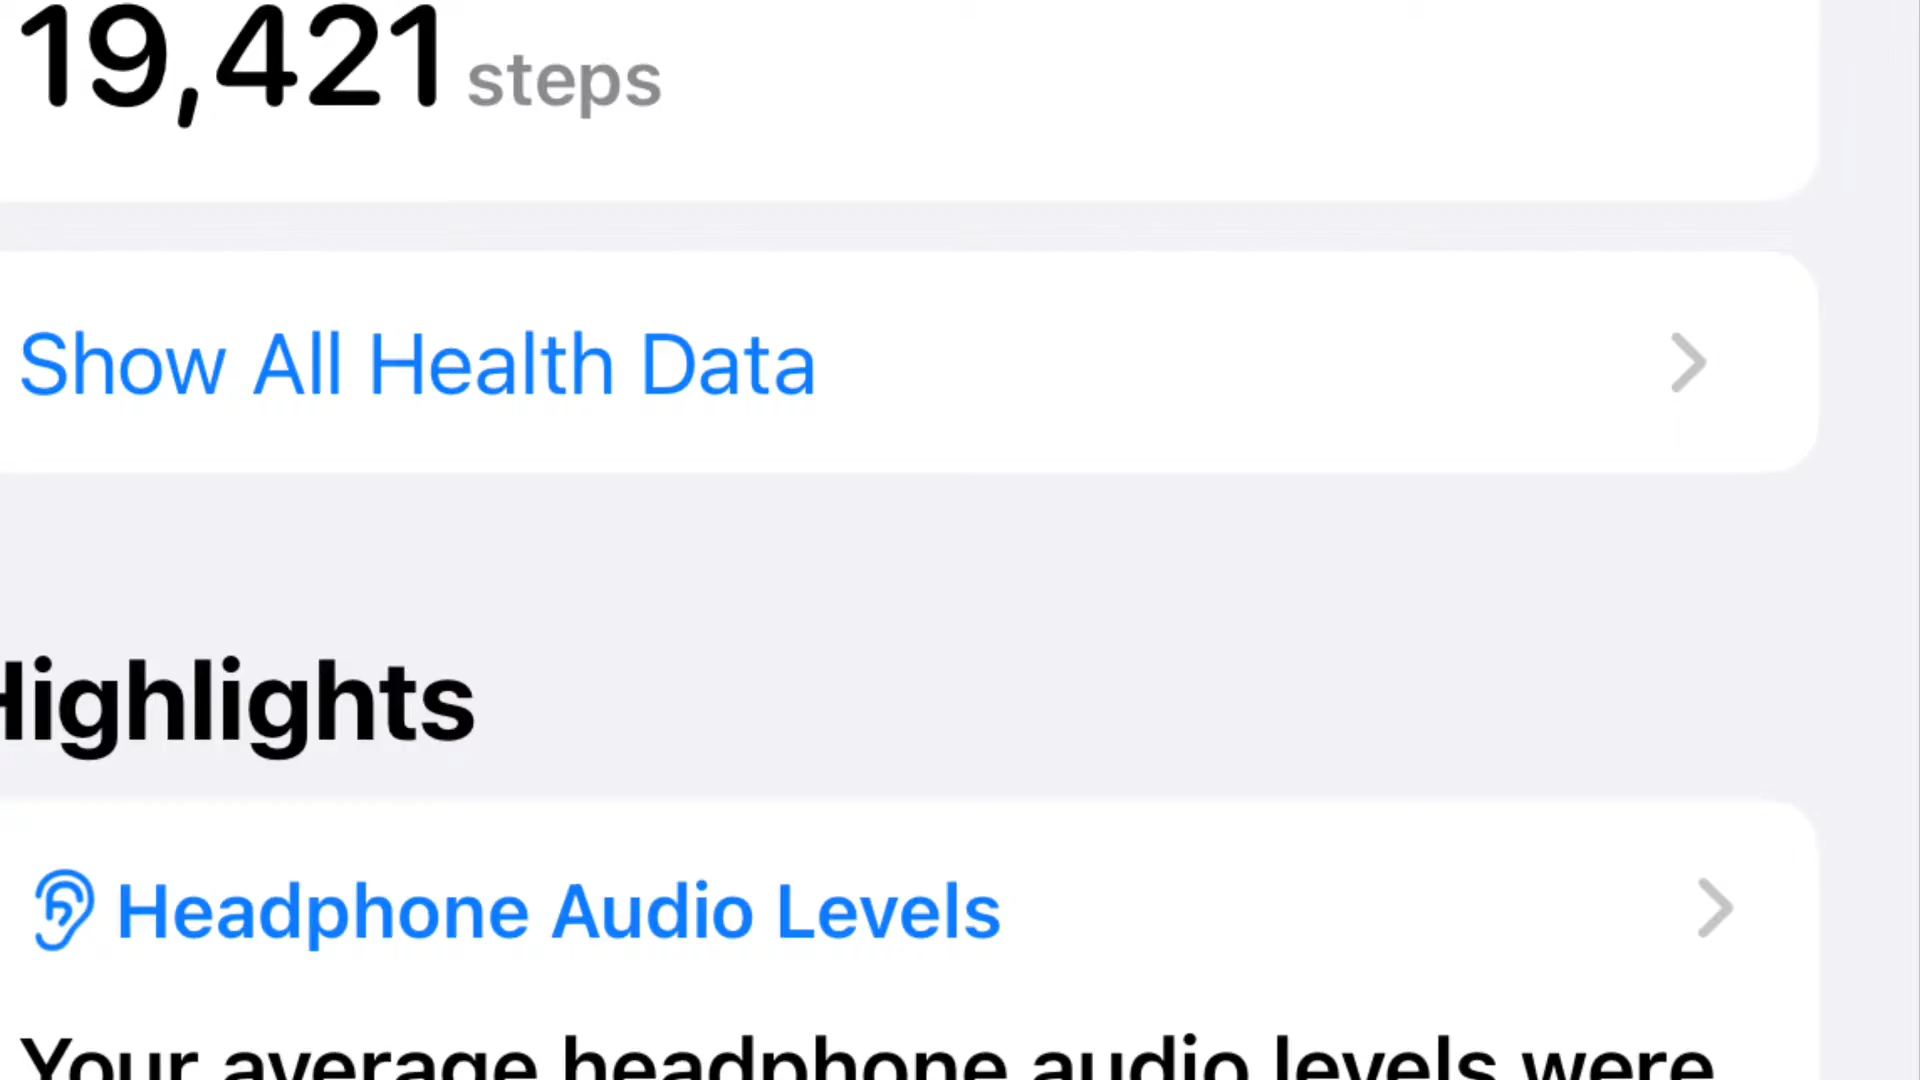 19,421 steps
Show All Health Data
Highlights
Headphone Audio Levels
Your average headphone audio levels were